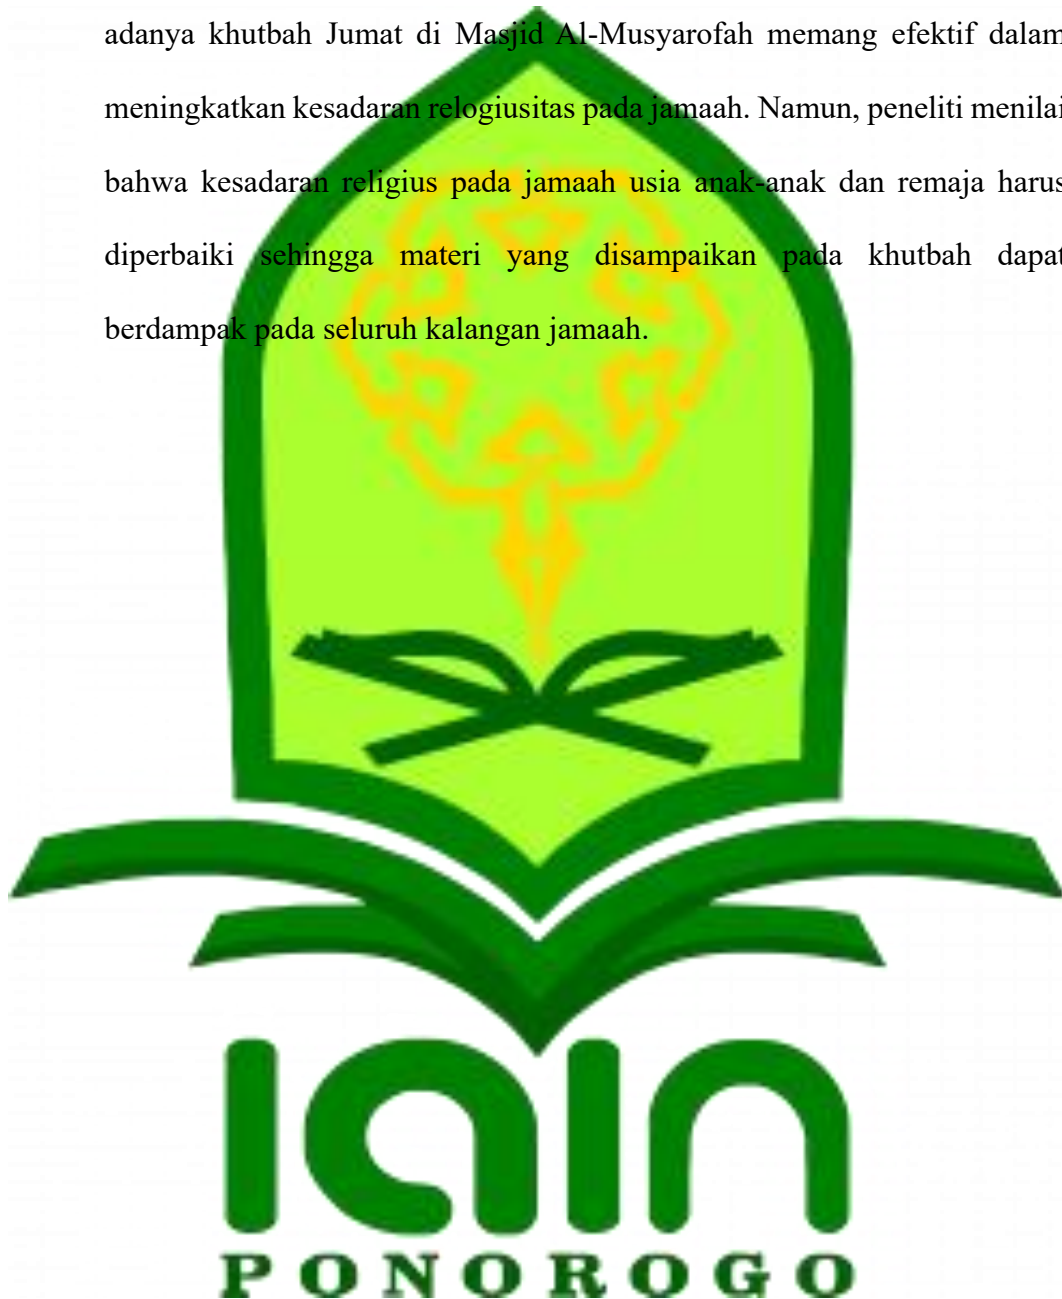 adanya khutbah Jumat di Masjid Al-Musyarofah memang efektif dalam
meningkatkan kesadaran relogiusitas pada jamaah. Namun, peneliti menilai
bahwa kesadaran religius pada jamaah usia anak-anak dan remaja harus
diperbaiki sehingga materi yang disampaikan pada khutbah dapat
berdampak pada seluruh kalangan jamaah.
iain
PONOROGO